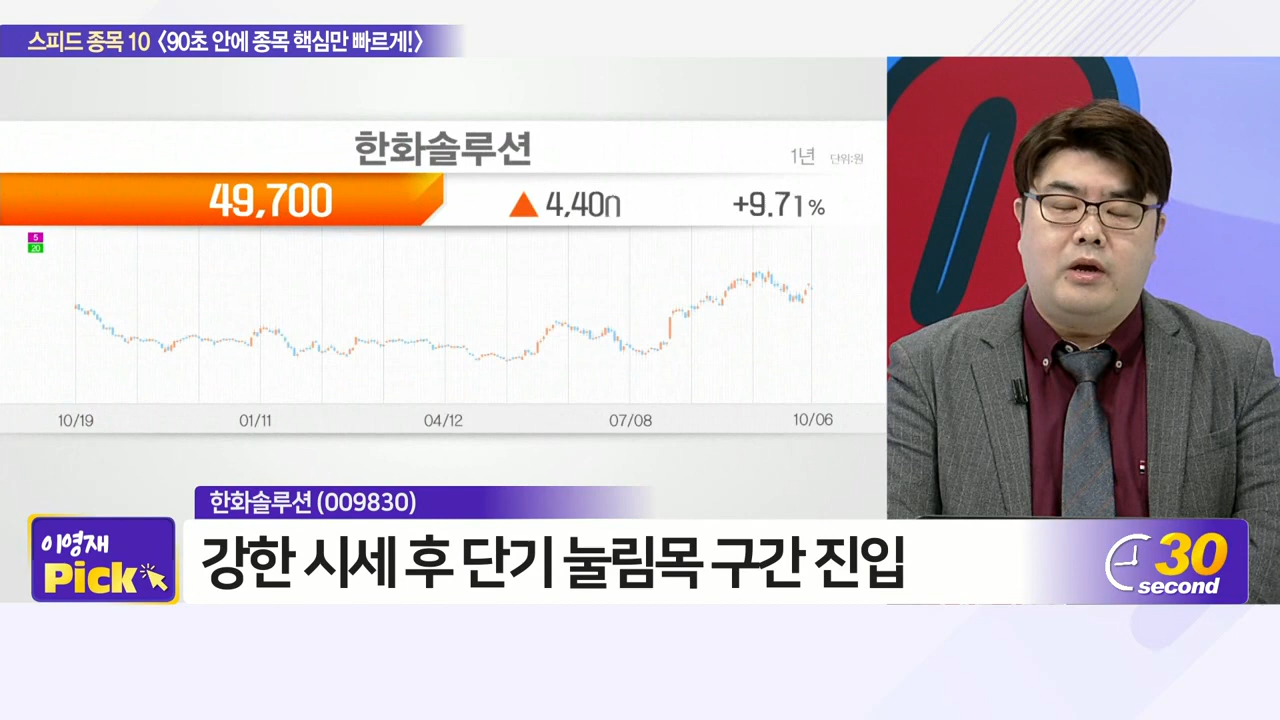 스피드 종목 10 〈90초 안에 종목 핵심만 빠르게!〉
한화솔루션
1년 단위:원
49,700 ▲ 4,400 +9.71%
5
20
10/19 01/11 04/12 07/08 10/06
한화솔루션 (009830)
이영재
Pick
강한 시세 후 단기 눌림목 구간 진입
30
second